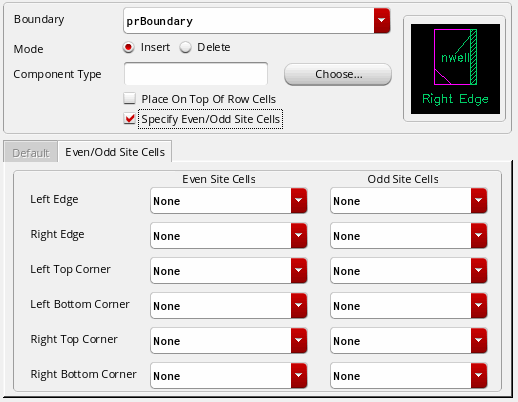 Boundary prBoundary
Mode Insert Delete
Component Type Choose...
Place On Top Of Row Cells
Specify Even/Odd Site Cells
nwell
Right Edge
Default Even/Odd Site Cells
Even Site Cells Odd Site Cells
Left Edge None None
Right Edge None None
Left Top Corner None None
Left Bottom Corner None None
Right Top Corner None None
Right Bottom Corner None None